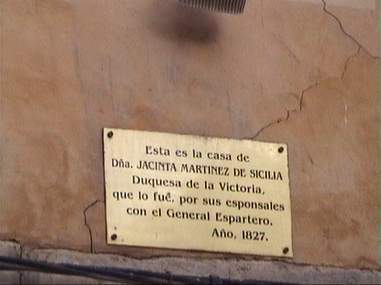 Esta es la casa de
Dña. JACINTA MARTINEZ DE SICILIA
Duquesa de la Victoria,
que lo fué, por sus esponsales
con el General Espartero.
Año, 1827.